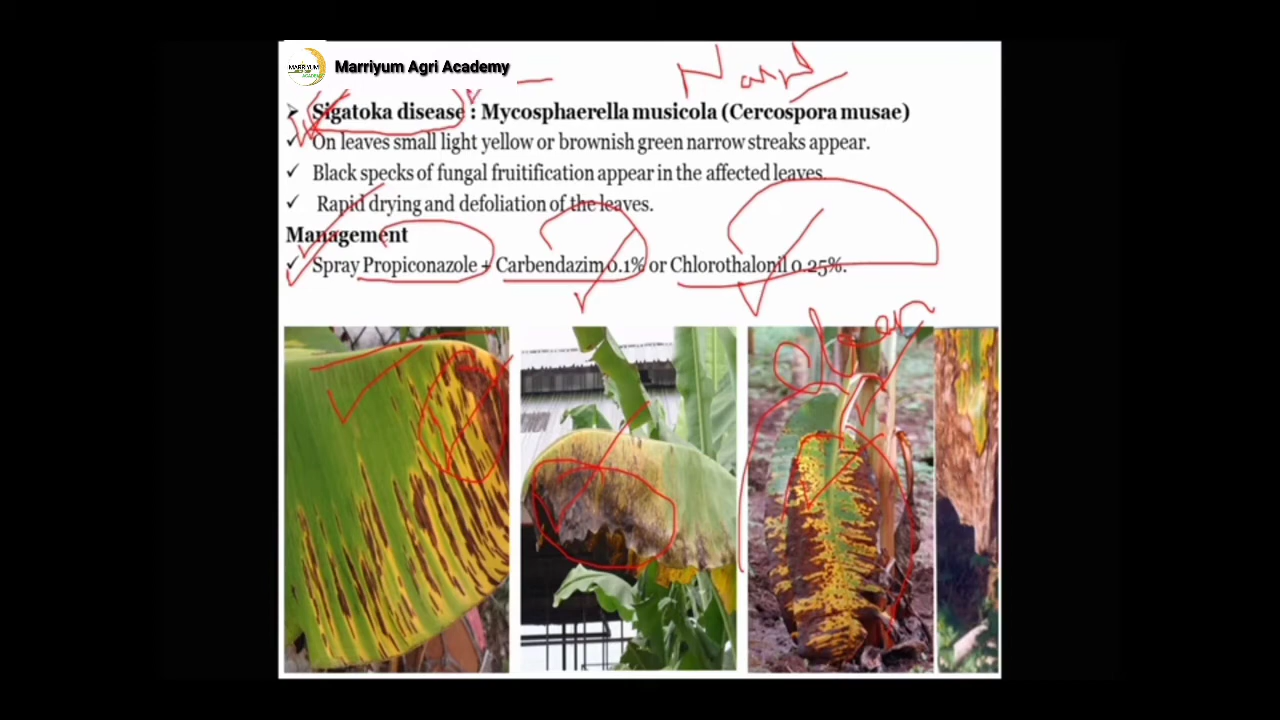 Marriyum Agri Academy
MARRIYUM
ACADEMY
Sigatoka disease : Mycosphaerella musicola (Cercospora musae)
On leaves small light yellow or brownish green narrow streaks appear.
Black specks of fungal fruitification appear in the affected leaves.
Rapid drying and defoliation of the leaves.
Management
Spray Propiconazole + Carbendazim 0.1% or Chlorothalonil 0.25%.